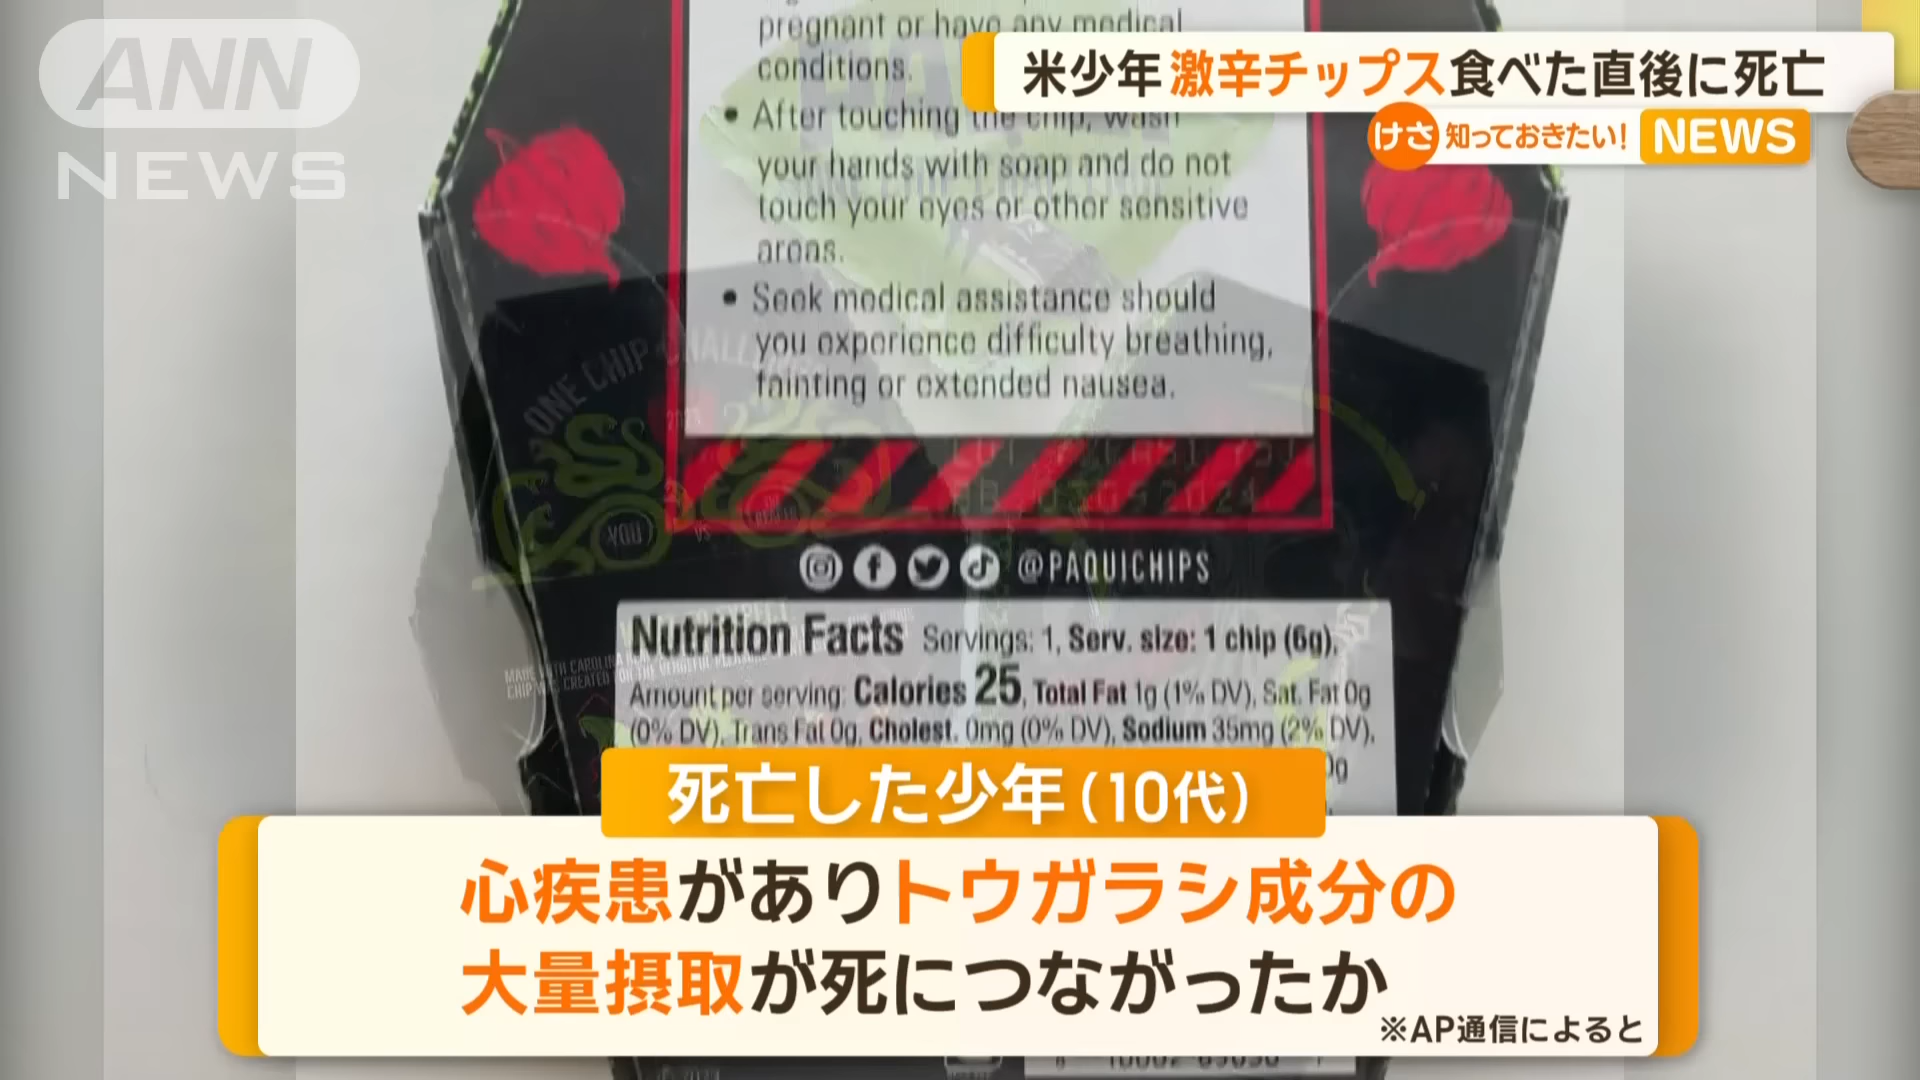 ANN
NEWS
米少年 激辛チップス食べた直後に死亡
けさ 知っておきたい! NEWS
pregnant or have any medical
conditions.
• After touching the chip, wash
your hands with soap and do not
touch your eyes or other sensitive
areas.
• Seek medical assistance should
you experience difficulty breathing,
fainting or extended nausea.
ONE CHIP CHALLENGE
YOU VS REAPER
@PAQUICHIPS
Nutrition Facts Servings: 1, Serv. size: 1 chip (6g),
Amount per serving: Calories 25, Total Fat 1g (1% DV), Sat. Fat 0g
(0% DV), Trans Fat 0g, Cholest. 0mg (0% DV), Sodium 35mg (2% DV),
死亡した少年(10代)
心疾患がありトウガラシ成分の
大量摂取が死につながったか
※AP通信によると